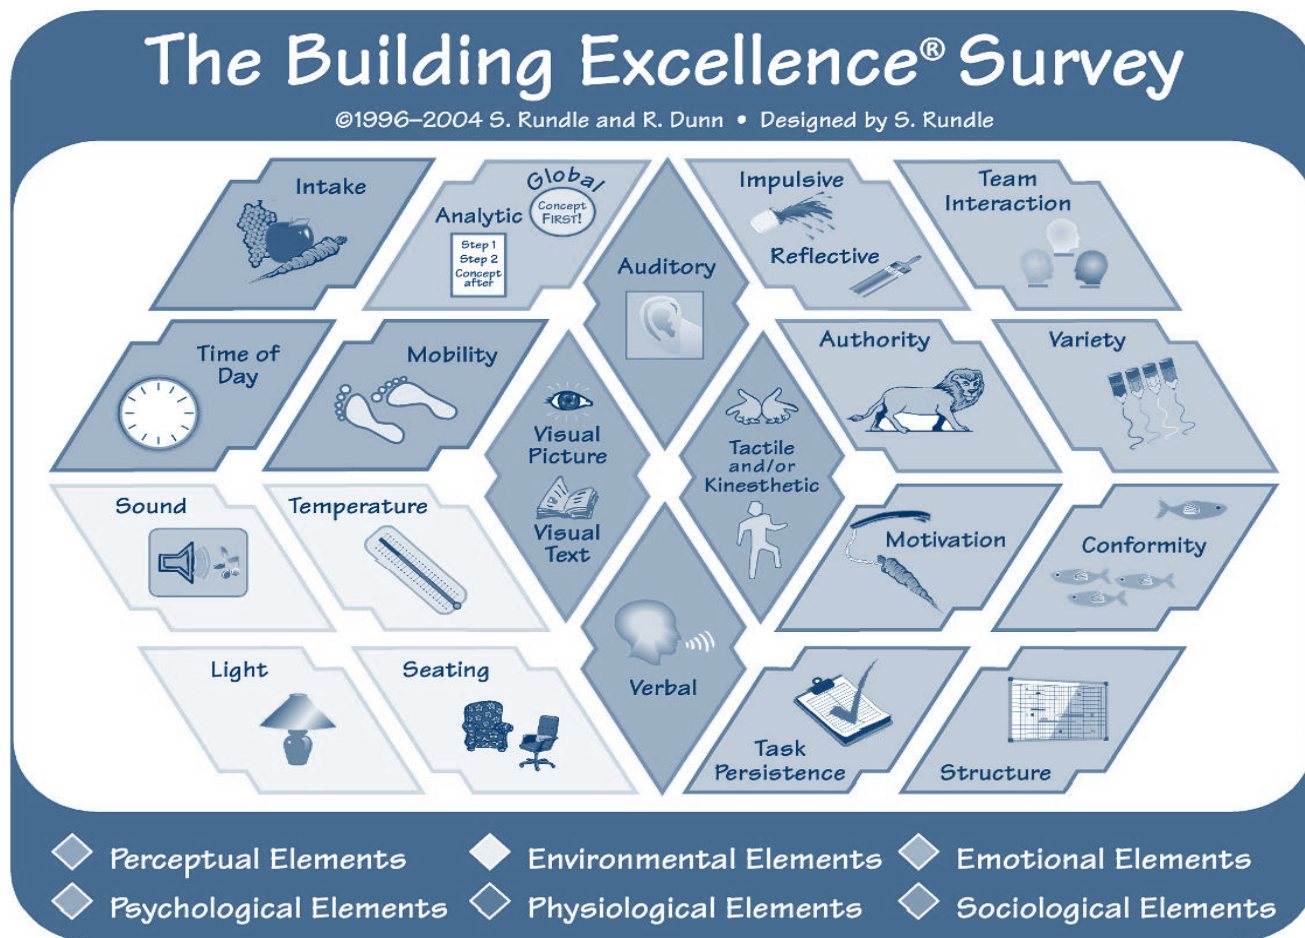 The Building Excellence® Survey
©1996–2004 S. Rundle and R. Dunn • Designed by S. Rundle
Intake
Global
Concept
FIRST!
Analytic
Step 1
Step 2
Concept
after
Auditory
Impulsive
Reflective
Team
Interaction
Time of
Day
Mobility
Visual
Picture
Visual
Text
Tactile
and/or
Kinesthetic
Authority
Variety
Sound
Temperature
Motivation
Conformity
Light
Seating
Verbal
Task
Persistence
Structure
Perceptual Elements
Environmental Elements
Emotional Elements
Psychological Elements
Physiological Elements
Sociological Elements